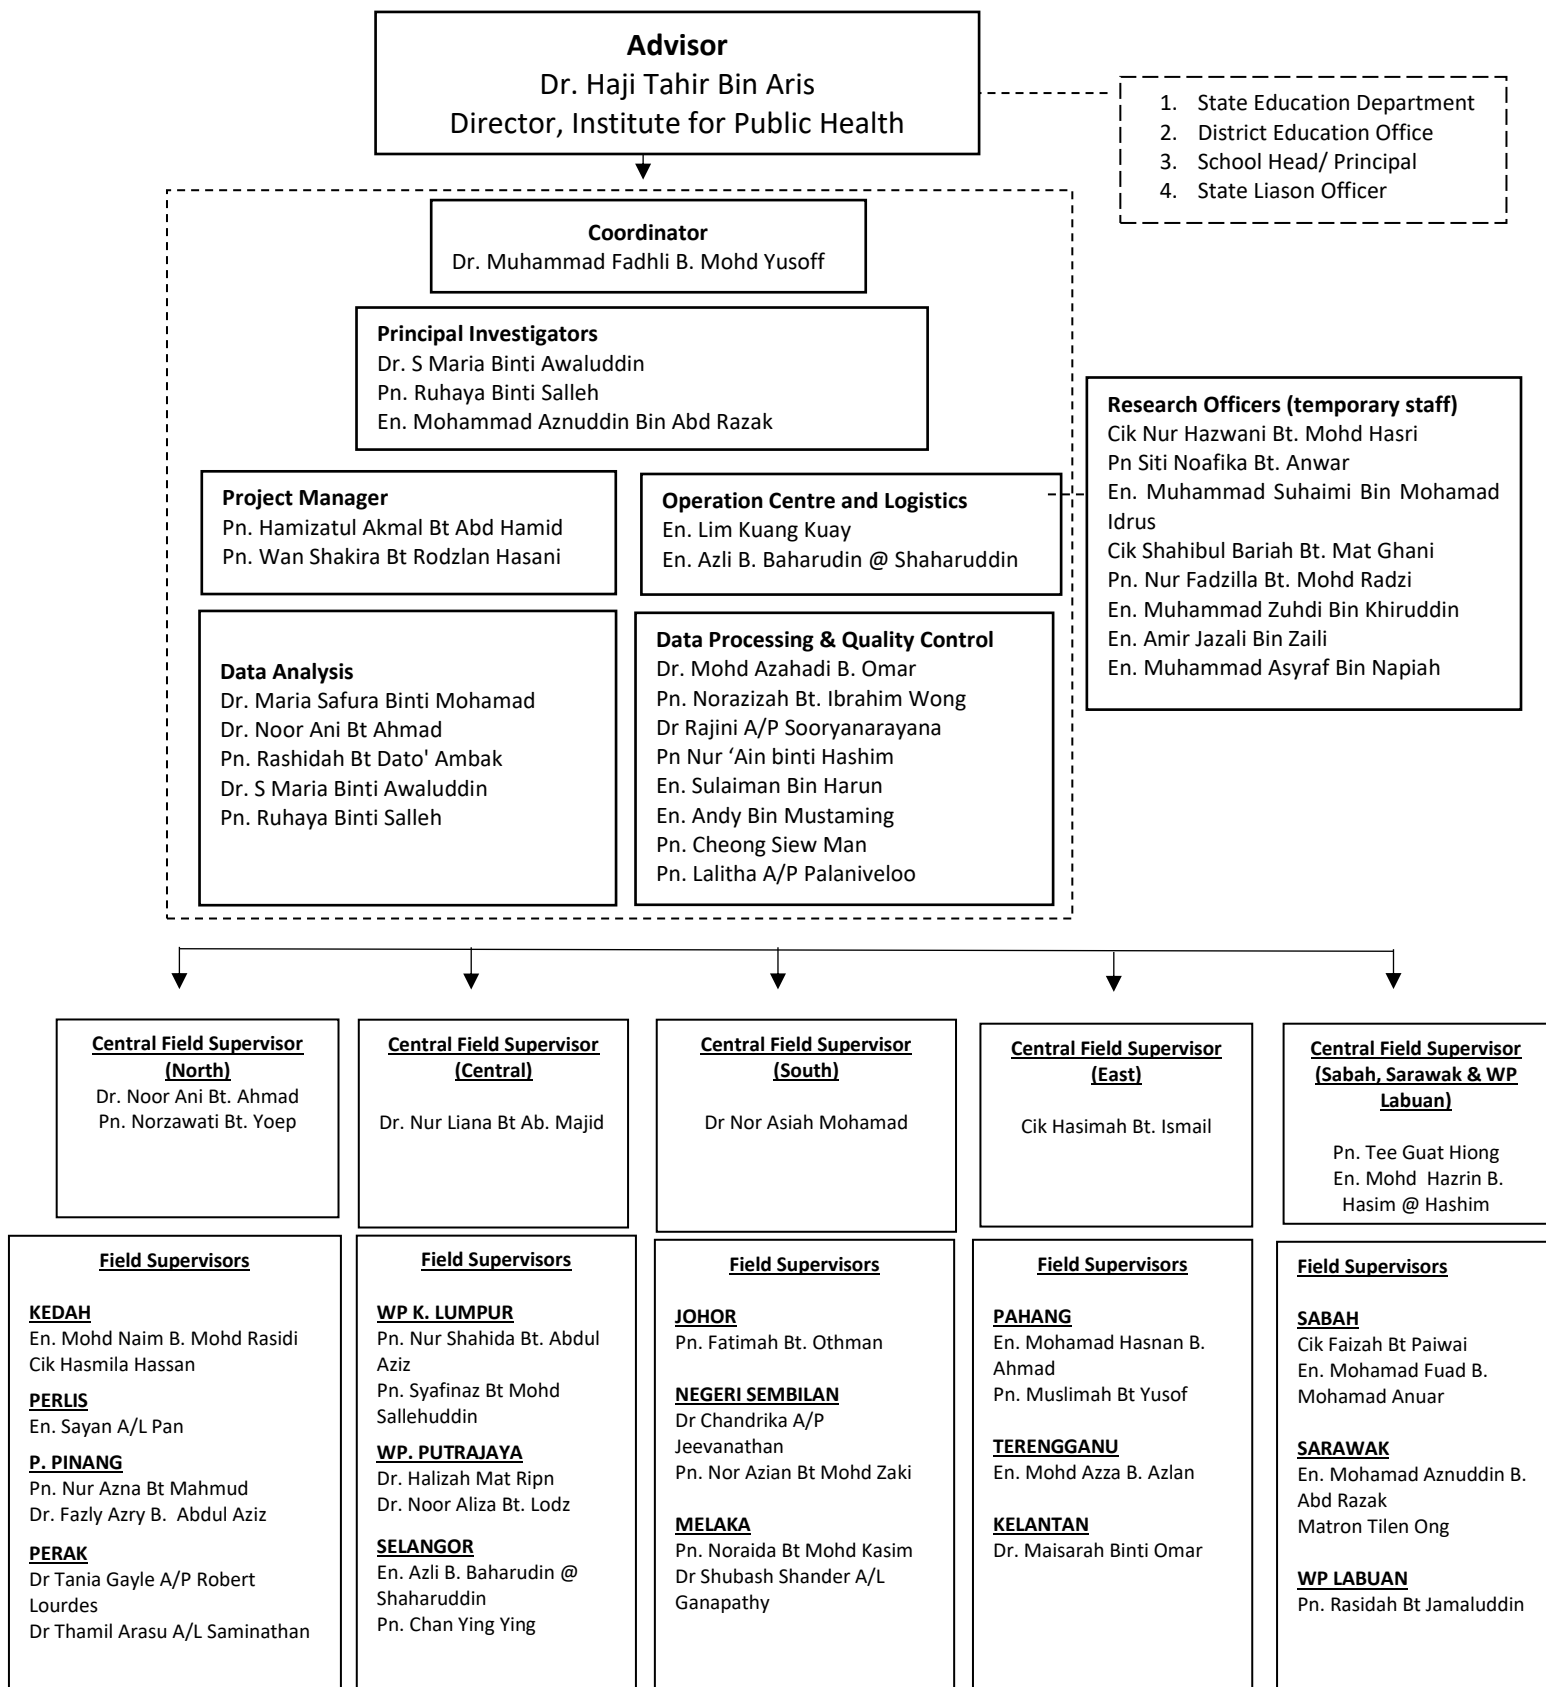 Advisor
Dr. Haji Tahir Bin Aris
Director, Institute for Public Health
1. State Education Department
2. District Education Office
3. School Head/ Principal
4. State Liason Officer
Coordinator
Dr. Muhammad Fadhli B. Mohd Yusoff
Principal Investigators
Dr. S Maria Binti Awaluddin
Pn. Ruhaya Binti Salleh
En. Mohammad Aznuddin Bin Abd Razak
Research Officers (temporary staff)
Cik Nur Hazwani Bt. Mohd Hasri
Pn Siti Noafika Bt. Anwar
En. Muhammad Suhaimi Bin Mohamad
Idrus
Cik Shahibul Bariah Bt. Mat Ghani
Pn. Nur Fadzilla Bt. Mohd Radzi
En. Muhammad Zuhdi Bin Khiruddin
En. Amir Jazali Bin Zaili
En. Muhammad Asyraf Bin Napiah
Project Manager
Pn. Hamizatul Akmal Bt Abd Hamid
Pn. Wan Shakira Bt Rodzlan Hasani
Operation Centre and Logistics
En. Lim Kuang Kuay
En. Azli B. Baharudin @ Shaharuddin
Data Analysis
Dr. Maria Safura Binti Mohamad
Dr. Noor Ani Bt Ahmad
Pn. Rashidah Bt Dato' Ambak
Dr. S Maria Binti Awaluddin
Pn. Ruhaya Binti Salleh
Data Processing & Quality Control
Dr. Mohd Azahadi B. Omar
Pn. Norazizah Bt. Ibrahim Wong
Dr Rajini A/P Sooryanarayana
Pn Nur ‘Ain binti Hashim
En. Sulaiman Bin Harun
En. Andy Bin Mustaming
Pn. Cheong Siew Man
Pn. Lalitha A/P Palaniveloo
Central Field Supervisor
(North)
Dr. Noor Ani Bt. Ahmad
Pn. Norzawati Bt. Yoep
Central Field Supervisor
(Central)
Dr. Nur Liana Bt Ab. Majid
Central Field Supervisor
(South)
Dr Nor Asiah Mohamad
Central Field Supervisor
(East)
Cik Hasimah Bt. Ismail
Central Field Supervisor
(Sabah, Sarawak & WP
Labuan)
Pn. Tee Guat Hiong
En. Mohd Hazrin B.
Hasim @ Hashim
Field Supervisors
KEDAH
En. Mohd Naim B. Mohd Rasidi
Cik Hasmila Hassan
PERLIS
En. Sayan A/L Pan
P. PINANG
Pn. Nur Azna Bt Mahmud
Dr. Fazly Azry B. Abdul Aziz
PERAK
Dr Tania Gayle A/P Robert
Lourdes
Dr Thamil Arasu A/L Saminathan
Field Supervisors
WP K. LUMPUR
Pn. Nur Shahida Bt. Abdul
Aziz
Pn. Syafinaz Bt Mohd
Sallehuddin
WP. PUTRAJAYA
Dr. Halizah Mat Ripn
Dr. Noor Aliza Bt. Lodz
SELANGOR
En. Azli B. Baharudin @
Shaharuddin
Pn. Chan Ying Ying
Field Supervisors
JOHOR
Pn. Fatimah Bt. Othman
NEGERI SEMBILAN
Dr Chandrika A/P
Jeevanathan
Pn. Nor Azian Bt Mohd Zaki
MELAKA
Pn. Noraida Bt Mohd Kasim
Dr Shubash Shander A/L
Ganapathy
Field Supervisors
PAHANG
En. Mohamad Hasnan B.
Ahmad
Pn. Muslimah Bt Yusof
TERENGGANU
En. Mohd Azza B. Azlan
KELANTAN
Dr. Maisarah Binti Omar
Field Supervisors
SABAH
Cik Faizah Bt Paiwai
En. Mohamad Fuad B.
Mohamad Anuar
SARAWAK
En. Mohamad Aznuddin B.
Abd Razak
Matron Tilen Ong
WP LABUAN
Pn. Rasidah Bt Jamaluddin